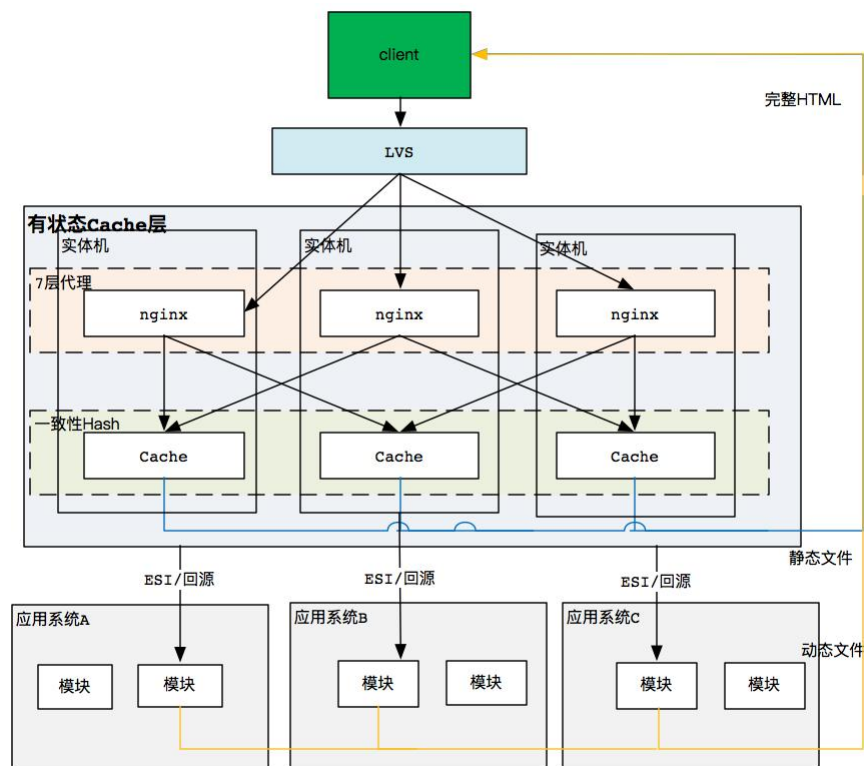 client
完整HTML
LVS
有状态Cache层
实体机
实体机
实体机
7层代理
nginx
nginx
nginx
一致性Hash
Cache
Cache
Cache
静态文件
ESI/回源
ESI/回源
ESI/回源
应用系统A
应用系统B
应用系统C
动态文件
模块
模块
模块
模块
模块
模块